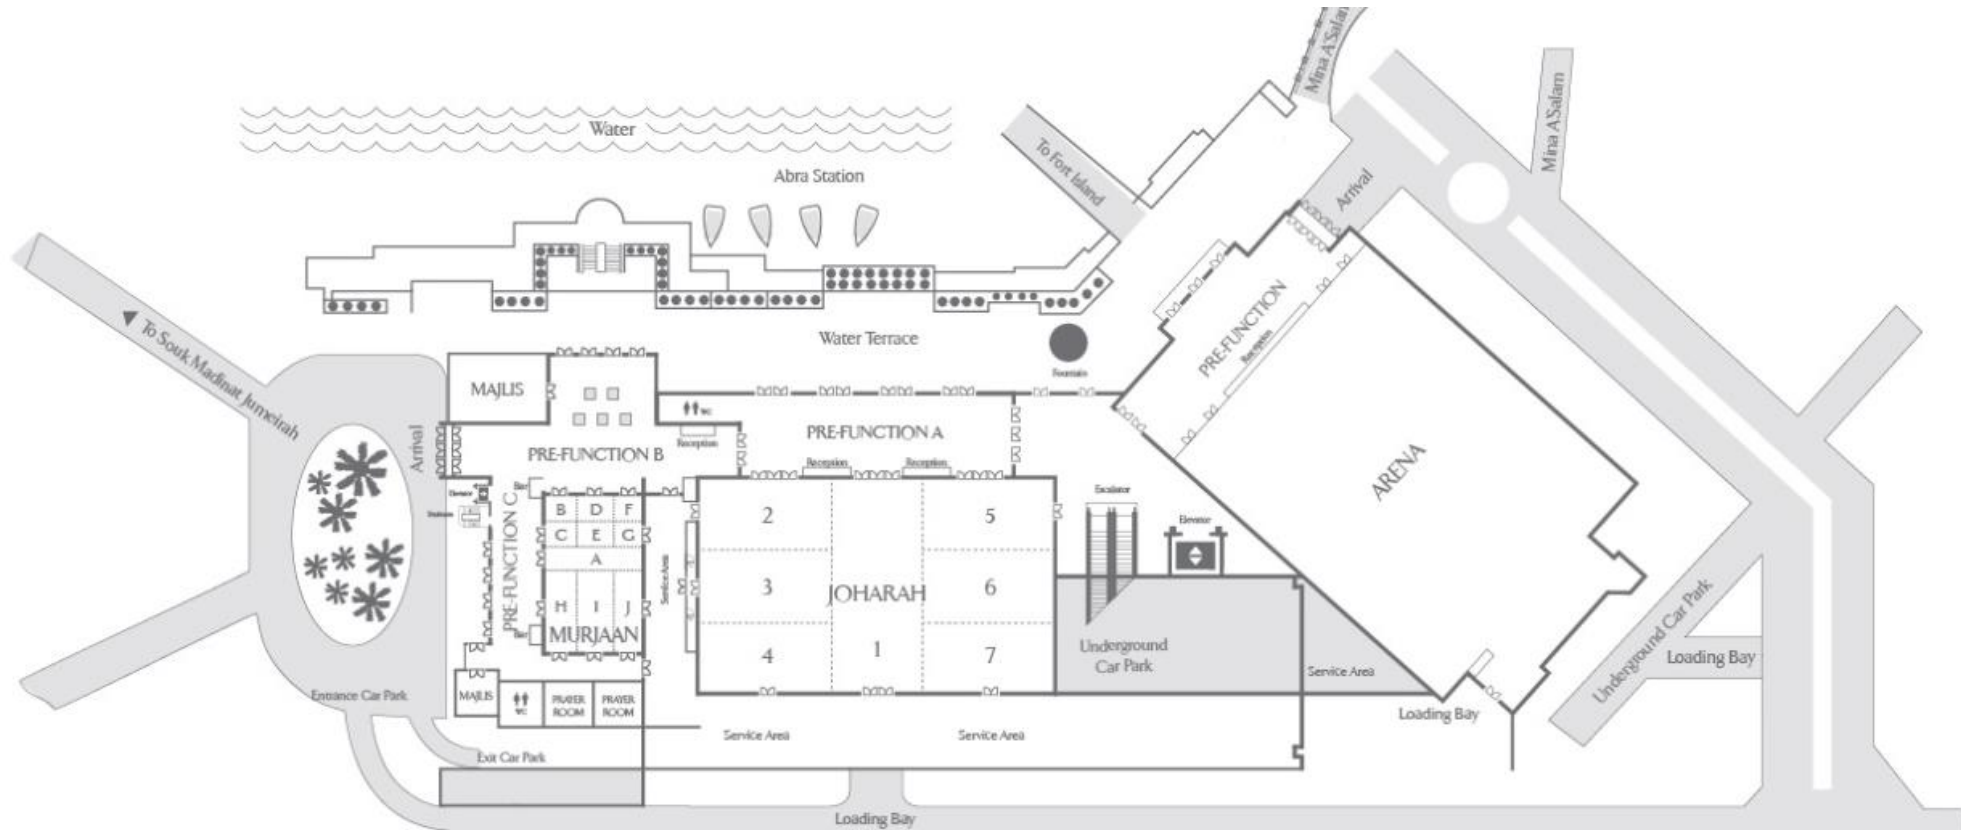 Mina A'Salam
Mina A'Salam
Water
To Fort Island
Abra Station
Arrival
To Souk Madinat Jumeirah
Water Terrace
PRE-FUNCTION
Reception
Fountain
MAJLIS
WC
PRE-FUNCTION A
Arrival
Reception
PRE-FUNCTION B
Reception
Reception
ARENA
Bar
Elevator
Escalator
PRE-FUNCTION C
B
D
F
2
5
Elevator
C
E
G
A
Service Area
3
JOHARAH
6
H
I
J
Bar
MURJAAN
4
1
7
Underground
Car Park
Service Area
Underground Car Park
Loading Bay
Entrance Car Park
MAJLIS
WC
PRAYER
ROOM
PRAYER
ROOM
Loading Bay
Service Area
Service Area
Exit Car Park
Loading Bay